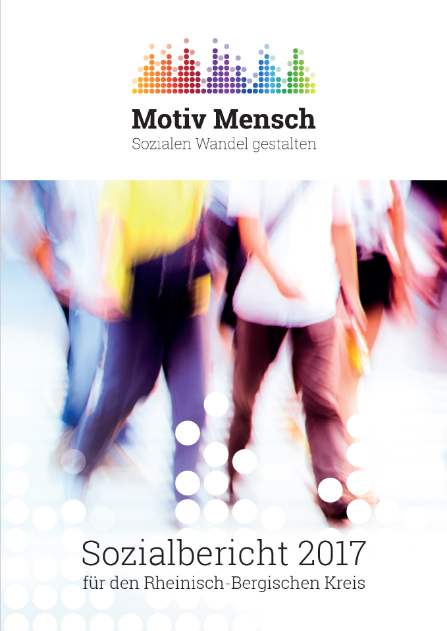 Motiv Mensch
Sozialen Wandel gestalten
Sozialbericht 2017
für den Rheinisch-Bergischen Kreis